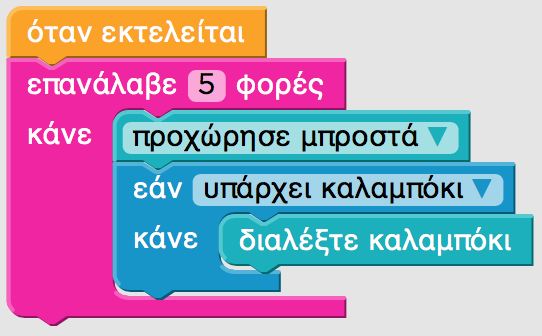 όταν εκτελείται
επανάλαβε 5 φορές
κάνε προχώρησε μπροστά
εάν υπάρχει καλαμπόκι
κάνε διαλέξτε καλαμπόκι